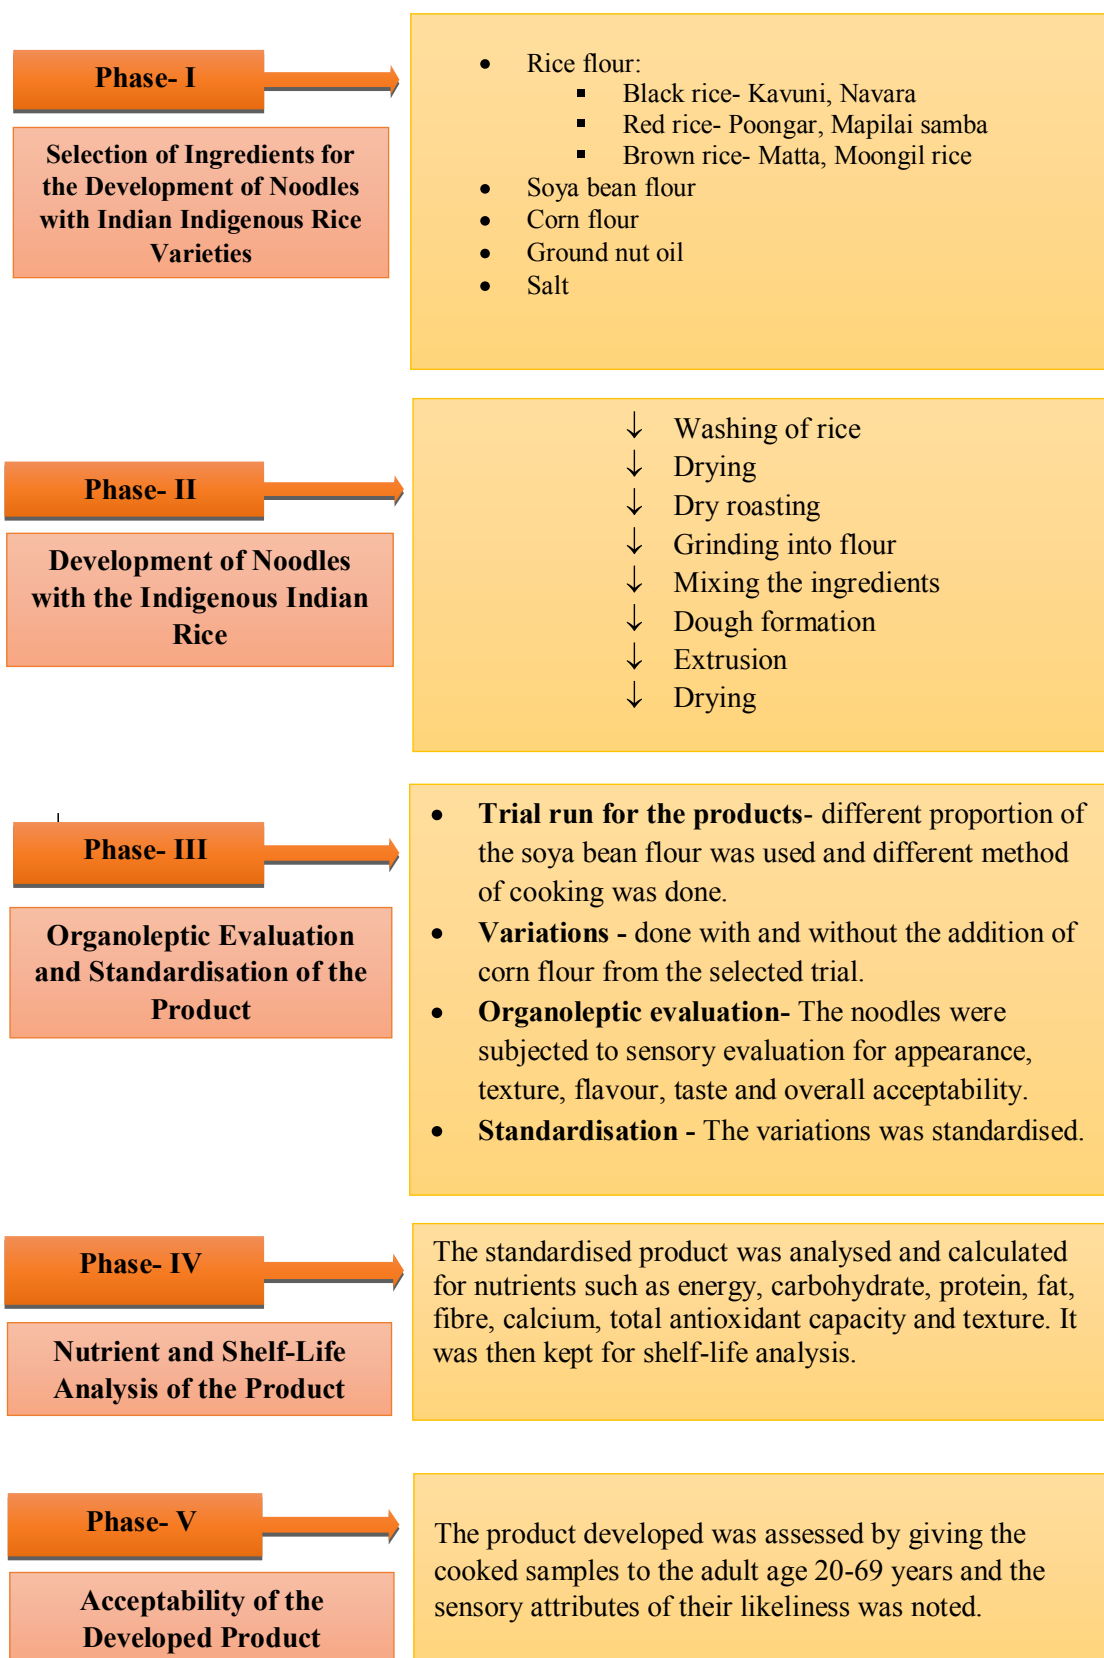 Phase- I
Selection of Ingredients for
the Development of Noodles
with Indian Indigenous Rice
Varieties
• Rice flour:
▪ Black rice- Kavuni, Navara
▪ Red rice- Poongar, Mapilai samba
▪ Brown rice- Matta, Moongil rice
• Soya bean flour
• Corn flour
• Ground nut oil
• Salt
Phase- II
Development of Noodles
with the Indigenous Indian
Rice
↓ Washing of rice
↓ Drying
↓ Dry roasting
↓ Grinding into flour
↓ Mixing the ingredients
↓ Dough formation
↓ Extrusion
↓ Drying
Phase- III
Organoleptic Evaluation
and Standardisation of the
Product
• Trial run for the products- different proportion of
the soya bean flour was used and different method
of cooking was done.
• Variations - done with and without the addition of
corn flour from the selected trial.
• Organoleptic evaluation- The noodles were
subjected to sensory evaluation for appearance,
texture, flavour, taste and overall acceptability.
• Standardisation - The variations was standardised.
Phase- IV
Nutrient and Shelf-Life
Analysis of the Product
The standardised product was analysed and calculated
for nutrients such as energy, carbohydrate, protein, fat,
fibre, calcium, total antioxidant capacity and texture. It
was then kept for shelf-life analysis.
Phase- V
Acceptability of the
Developed Product
The product developed was assessed by giving the
cooked samples to the adult age 20-69 years and the
sensory attributes of their likeliness was noted.